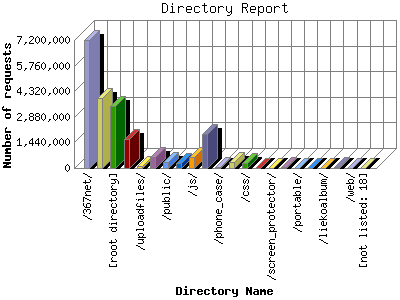 Directory Report
Number of requests
7,200,000
5,760,000
4,320,000
2,880,000
1,440,000
0
/367net/
[root directory]
/uploadfiles/
/public/
/js/
/phone_case/
/css/
/screen_protector/
/portable/
/liekoalbum/
/web/
[not listed: 18]
Directory Name